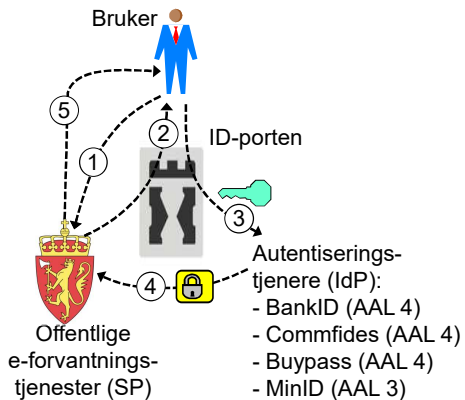 Bruker
5
1
2
ID-porten
3
Autentiserings-
tjenere (IdP):
- BankID (AAL 4)
- Commfides (AAL 4)
- Buypass (AAL 4)
- MinID (AAL 3)
4
Offentlige
e-forvantnings-
tjenester (SP)